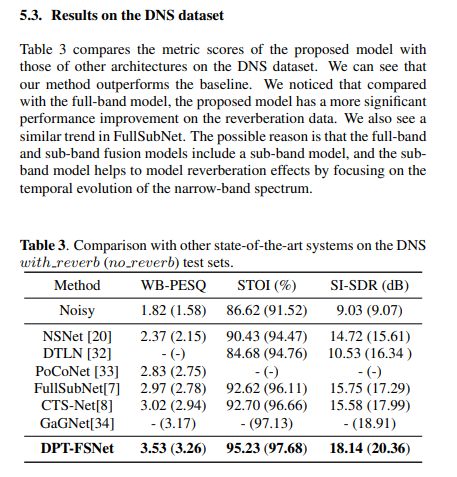 5.3. Results on the DNS dataset
Table 3 compares the metric scores of the proposed model with
those of other architectures on the DNS dataset. We can see that
our method outperforms the baseline. We noticed that compared
with the full-band model, the proposed model has a more significant
performance improvement on the reverberation data. We also see a
similar trend in FullSubNet. The possible reason is that the full-band
and sub-band fusion models include a sub-band model, and the sub-
band model helps to model reverberation effects by focusing on the
temporal evolution of the narrow-band spectrum.
Table 3. Comparison with other state-of-the-art systems on the DNS
with_reverb (no_reverb) test sets.
Method WB-PESQ STOI (%) SI-SDR (dB)
Noisy 1.82 (1.58) 86.62 (91.52) 9.03 (9.07)
NSNet [20] 2.37 (2.15) 90.43 (94.47) 14.72 (15.61)
DTLN [32] - (-) 84.68 (94.76) 10.53 (16.34 )
PoCoNet [33] 2.83 (2.75) - (-) - (-)
FullSubNet[7] 2.97 (2.78) 92.62 (96.11) 15.75 (17.29)
CTS-Net[8] 3.02 (2.94) 92.70 (96.66) 15.58 (17.99)
GaGNet[34] - (3.17) - (97.13) - (18.91)
DPT-FSNet 3.53 (3.26) 95.23 (97.68) 18.14 (20.36)